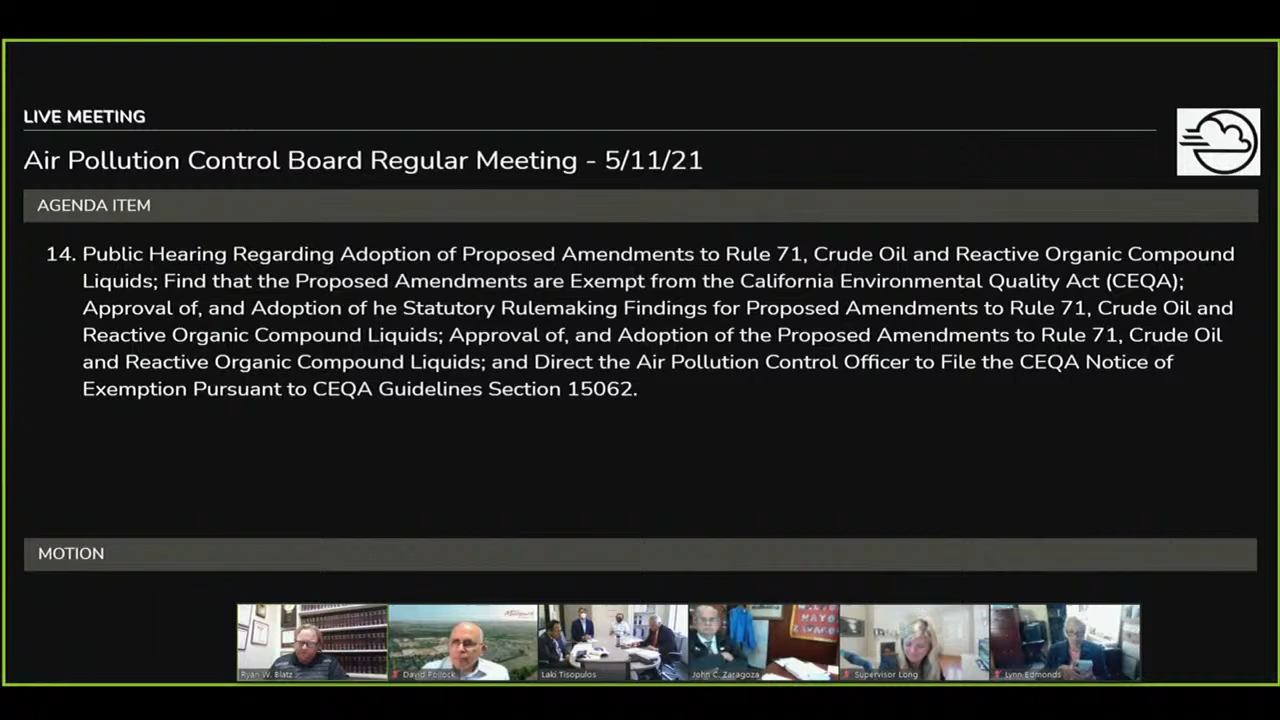 LIVE MEETING
Air Pollution Control Board Regular Meeting - 5/11/21
AGENDA ITEM
14. Public Hearing Regarding Adoption of Proposed Amendments to Rule 71, Crude Oil and Reactive Organic Compound
Liquids; Find that the Proposed Amendments are Exempt from the California Environmental Quality Act (CEQA);
Approval of, and Adoption of he Statutory Rulemaking Findings for Proposed Amendments to Rule 71, Crude Oil and
Reactive Organic Compound Liquids; Approval of, and Adoption of the Proposed Amendments to Rule 71, Crude Oil
and Reactive Organic Compound Liquids; and Direct the Air Pollution Control Officer to File the CEQA Notice of
Exemption Pursuant to CEQA Guidelines Section 15062.
MOTION
Ryan W. Blatz
David Pollock
Laki Tisopulos
John C. Zaragoza
Supervisor Long
Lynn Edmonds